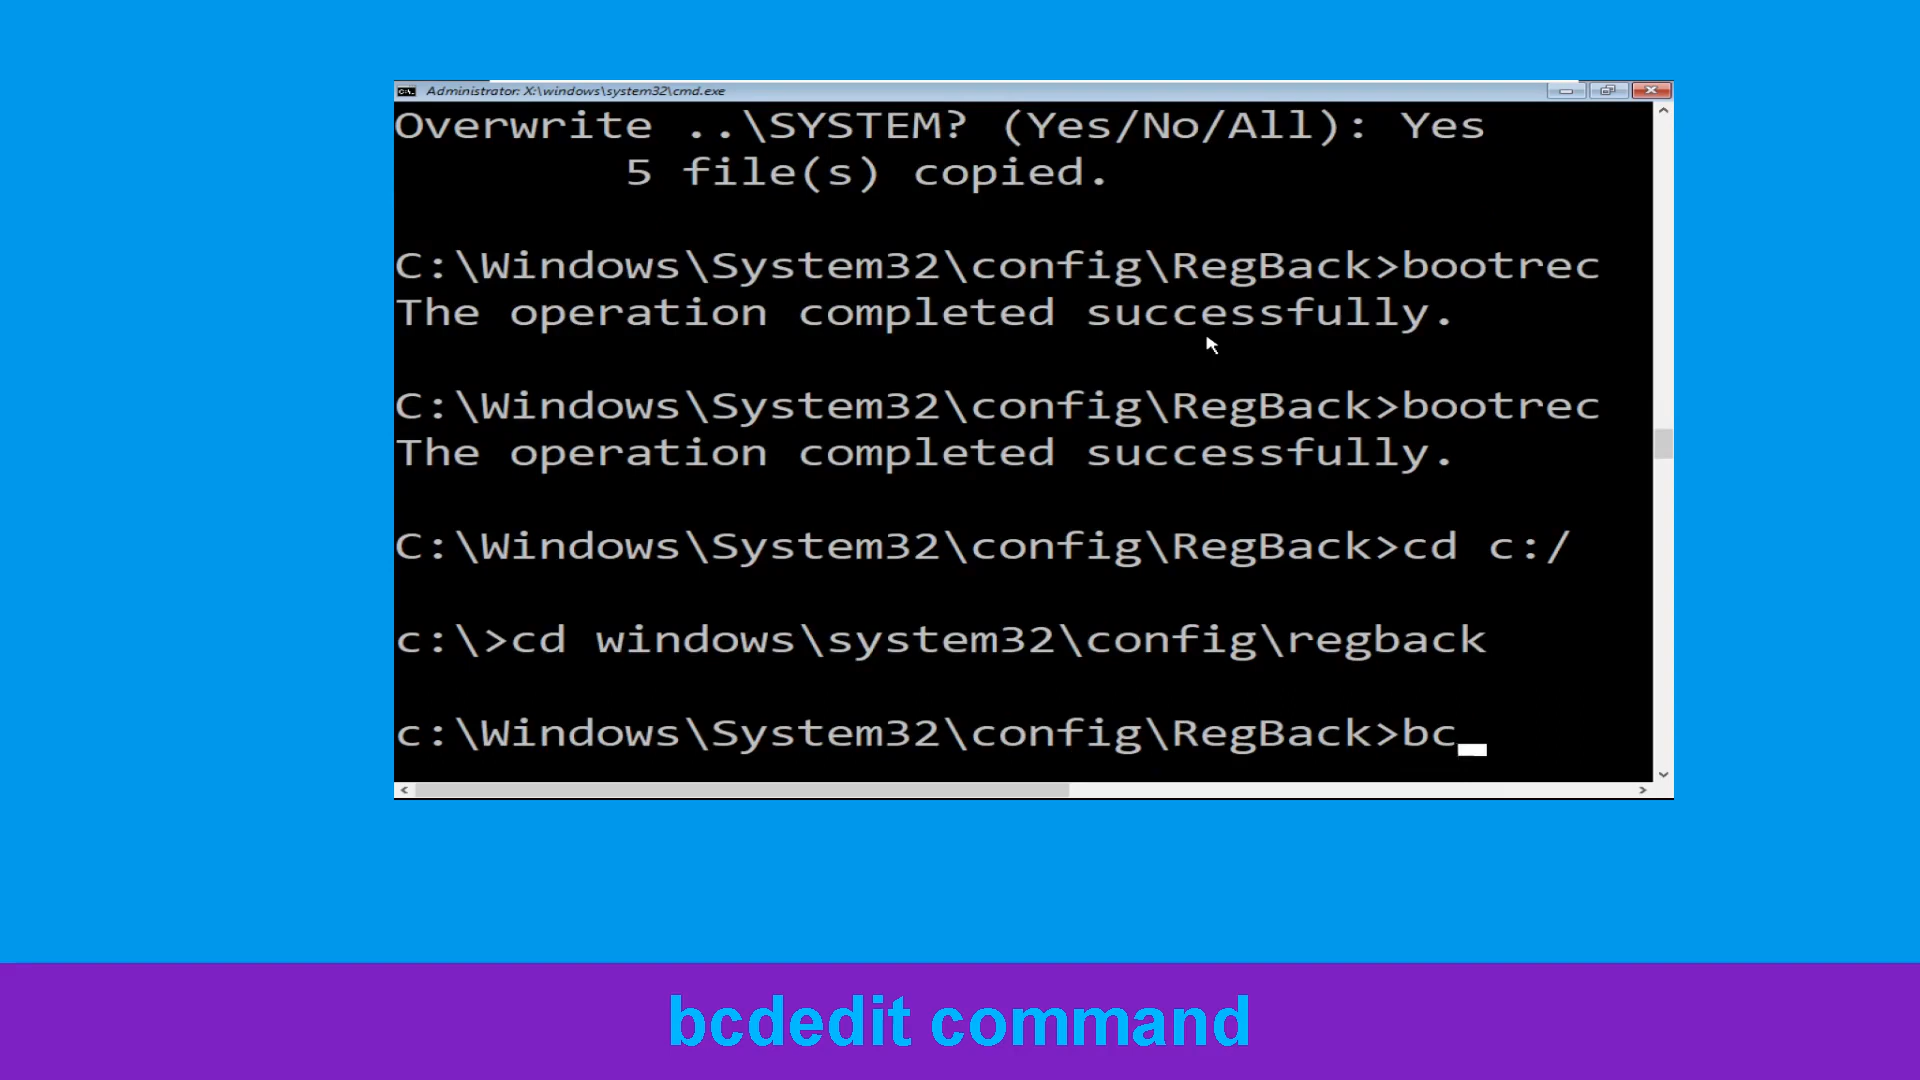 Administrator: X:\windows\system32\cmd.exe
Overwrite ..\SYSTEM? (Yes/No/All): Yes
5 file(s) copied.
C:\Windows\System32\config\RegBack>bootrec
The operation completed successfully.
C:\Windows\System32\config\RegBack>bootrec
The operation completed successfully.
C:\Windows\System32\config\RegBack>cd c:/
c:\>cd windows\system32\config\regback
c:\Windows\System32\config\RegBack>bc
bcdedit command